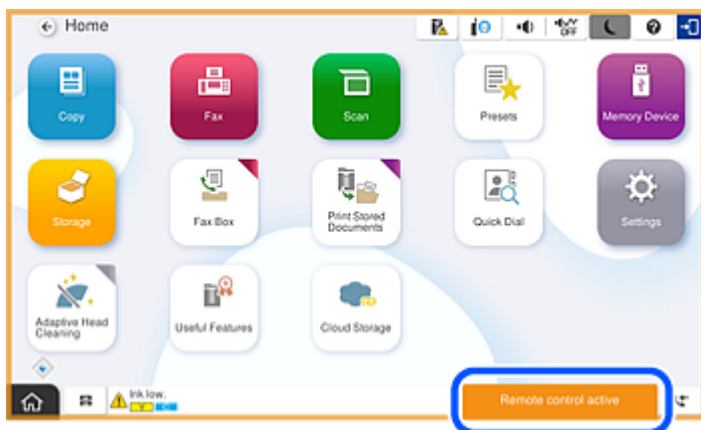 Home
OFF
Copy
Fax
Scan
Presets
Memory Device
Storage
Fax Box
Print Stored
Documents
Quick Dial
Settings
Adaptive Head
Cleaning
Useful Features
Cloud Storage
Ink low.
Y
Remote control active